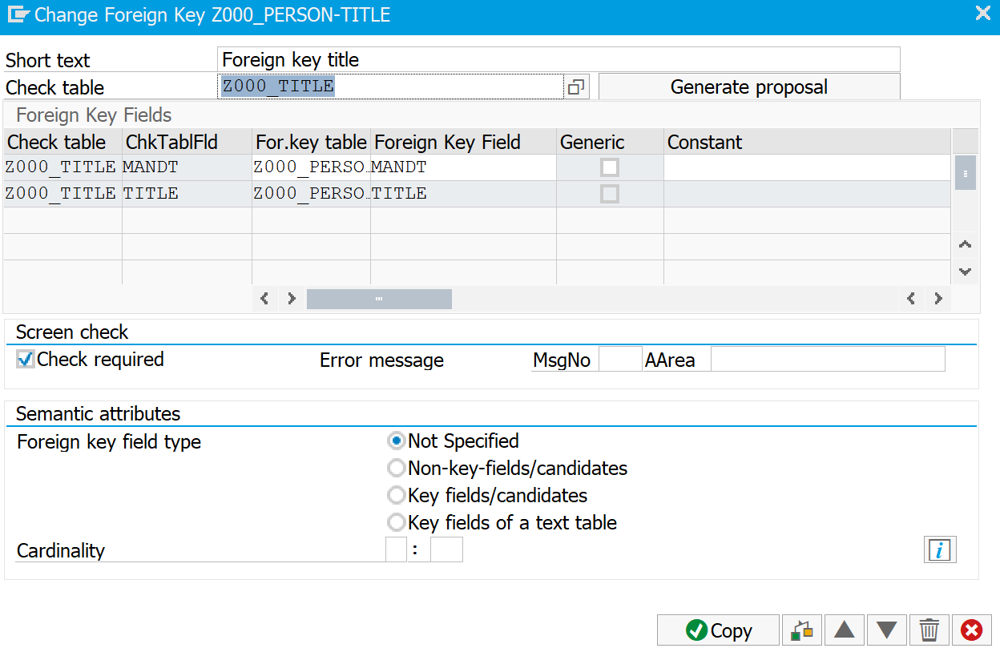 Change Foreign Key Z000_PERSON-TITLE
Short text Foreign key title
Check table Z000_TITLE Generate proposal
Foreign Key Fields
Check table ChkTablFld For.key table Foreign Key Field Generic Constant
Z000_TITLE MANDT Z000_PERSO… MANDT
Z000_TITLE TITLE Z000_PERSO… TITLE
Screen check
Check required Error message MsgNo AArea
Semantic attributes
Foreign key field type Not Specified
Non-key-fields/candidates
Key fields/candidates
Key fields of a text table
Cardinality :
Copy